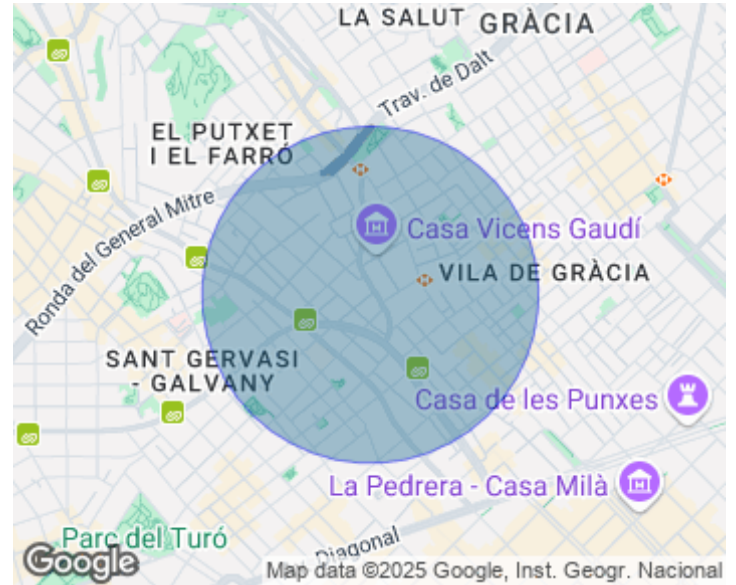 LA SALUT
GRÀCIA
Trav. de Dalt
EL PUTXET
I EL FARRÓ
Ronda del General Mitre
Casa Vicens Gaudí
VILA DE GRÀCIA
SANT GERVASI
- GALVANY
Casa de les Punxes
La Pedrera - Casa Milà
Parc del Turó
Diagonal
Google
Map data ©2025 Google, Inst. Geogr. Nacional